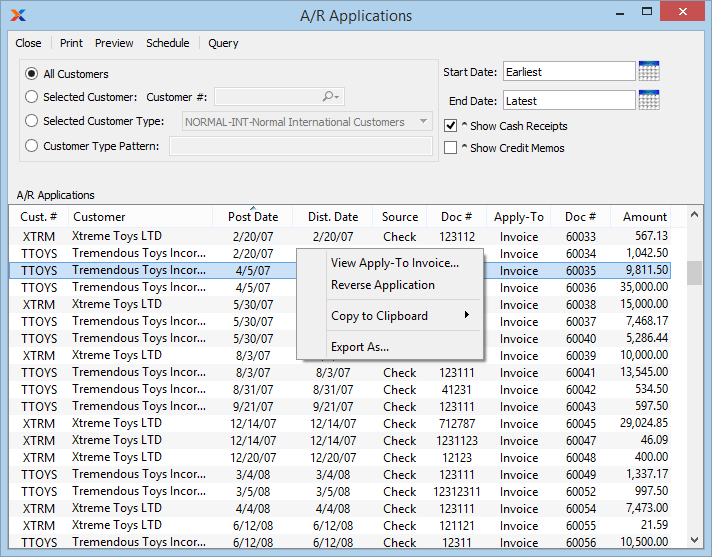 A/R Applications
Close Print Preview Schedule Query
All Customers
Selected Customer: Customer #:
Selected Customer Type: NORMAL-INT-Normal International Customers
Customer Type Pattern:
Start Date: Earliest
End Date: Latest
^ Show Cash Receipts
^ Show Credit Memos
A/R Applications
Cust. # Customer Post Date Dist. Date Source Doc # Apply-To Doc # Amount
XTRM Xtreme Toys LTD 2/20/07 2/20/07 Check 123112 Invoice 60033 567.13
TTOYS Tremendous Toys Incor... 2/20/07 Invoice 60034 1,042.50
TTOYS Tremendous Toys Incor... 4/5/07 Invoice 60035 9,811.50
TTOYS Tremendous Toys Incor... 4/5/07 Invoice 60036 35,000.00
XTRM Xtreme Toys LTD 5/30/07 Invoice 60038 15,000.00
TTOYS Tremendous Toys Incor... 5/30/07 Invoice 60037 7,468.17
TTOYS Tremendous Toys Incor... 5/30/07 Invoice 60040 5,286.44
XTRM Xtreme Toys LTD 8/3/07 Invoice 60039 10,000.00
TTOYS Tremendous Toys Incor... 8/3/07 8/3/07 Check 123111 Invoice 60041 13,545.00
TTOYS Tremendous Toys Incor... 8/31/07 8/31/07 Check 41231 Invoice 60042 534.50
TTOYS Tremendous Toys Incor... 9/21/07 9/21/07 Check 123111 Invoice 60043 597.50
XTRM Xtreme Toys LTD 12/14/07 12/14/07 Check 712787 Invoice 60045 29,024.85
XTRM Xtreme Toys LTD 12/14/07 12/14/07 Check 1231123 Invoice 60047 46.09
XTRM Xtreme Toys LTD 12/20/07 12/20/07 Check 12123 Invoice 60048 400.00
TTOYS Tremendous Toys Incor... 3/4/08 3/4/08 Check 123111 Invoice 60049 1,337.17
TTOYS Tremendous Toys Incor... 3/5/08 3/5/08 Check 12312311 Invoice 60052 997.50
XTRM Xtreme Toys LTD 6/12/08 6/12/08 Check 123112 Invoice 60054 7,473.00
XTRM Xtreme Toys LTD 6/12/08 6/12/08 Check 121121 Invoice 60055 21.59
TTOYS Tremendous Toys Incor... 6/12/08 6/12/08 Check 123111 Invoice 60056 10,500.00
View Apply-To Invoice...
Reverse Application
Copy to Clipboard
Export As...